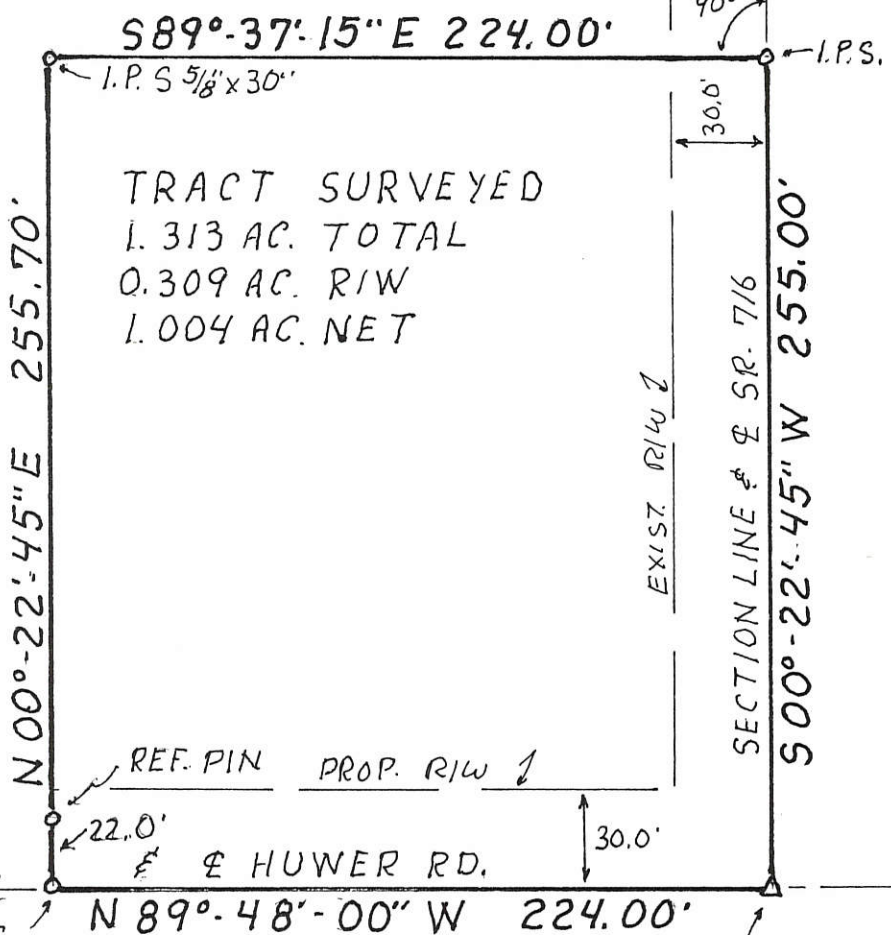 90°
S89°-37'-15" E 224.00'
I.P.S.
I.P. S 5/8" x 30"
30.0'
TRACT SURVEYED
1.313 AC. TOTAL
0.309 AC. R/W
1.004 AC. NET
N 00°-22'-45" E 255.70'
EXIST. R/W
SECTION LINE & ℄ SR. 716
S 00°-22'-45" W 255.00'
REF. PIN
PROP. R/W
22.0'
30.0'
& ℄ HUWER RD.
N 89°-48'-00" W 224.00'